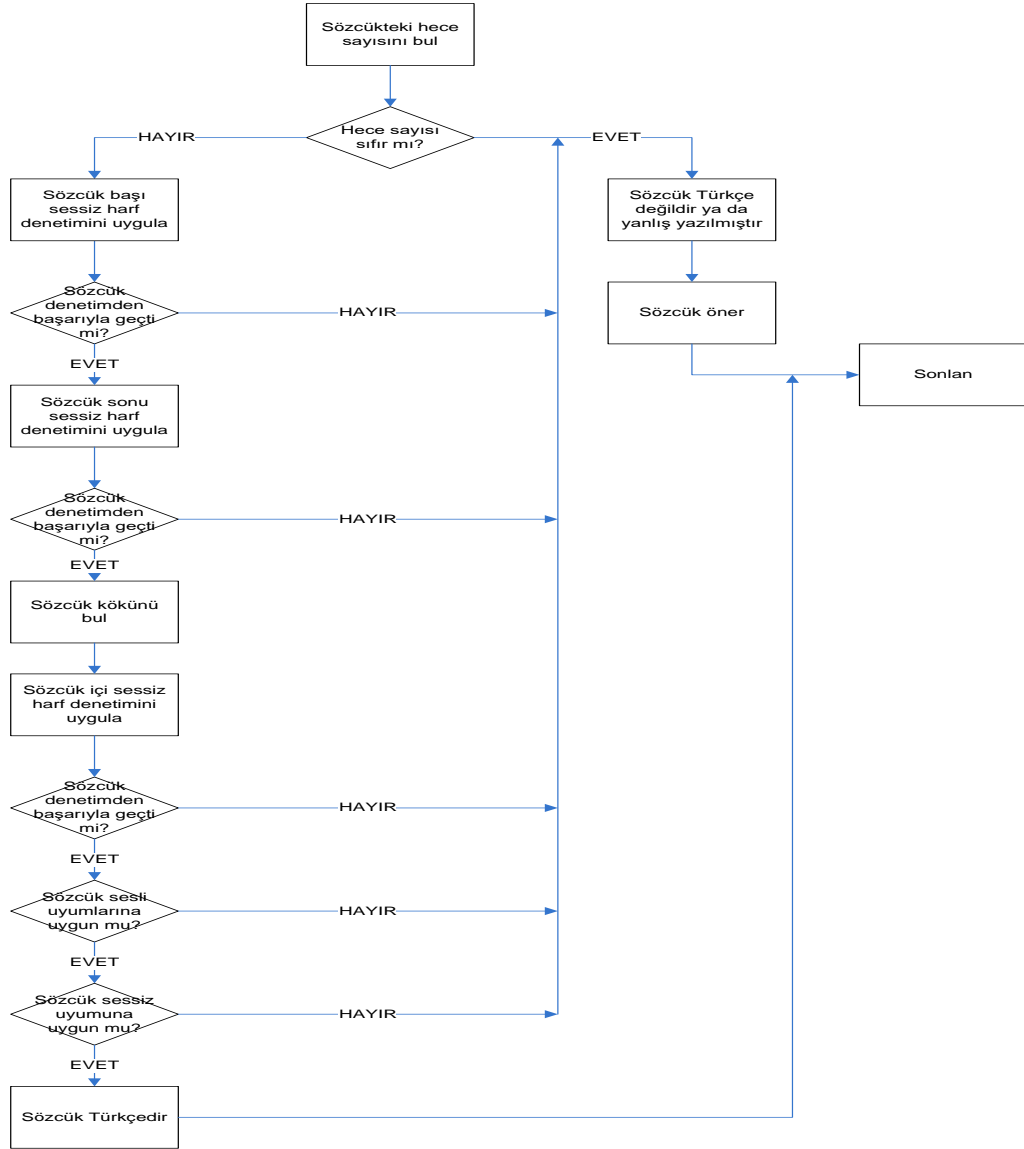 Sözcükteki hece
sayısını bul
Hece sayısı
sıfır mı?
HAYIR
EVET
Sözcük başı
sessiz harf
denetimini uygula
Sözcük Türkçe
değildir ya da
yanlış yazılmıştır
Sözcük
denetimden
başarıyla geçti
mi?
HAYIR
Sözcük öner
EVET
Sonlan
Sözcük sonu
sessiz harf
denetimini uygula
Sözcük
denetimden
başarıyla geçti
mi?
HAYIR
EVET
Sözcük kökünü
bul
Sözcük içi sessiz
harf denetimini
uygula
Sözcük
denetimden
başarıyla geçti
mi?
HAYIR
EVET
Sözcük sesli
uyumlarına
uygun mu?
HAYIR
EVET
Sözcük sessiz
uyumuna
uygun mu?
HAYIR
EVET
Sözcük Türkçedir